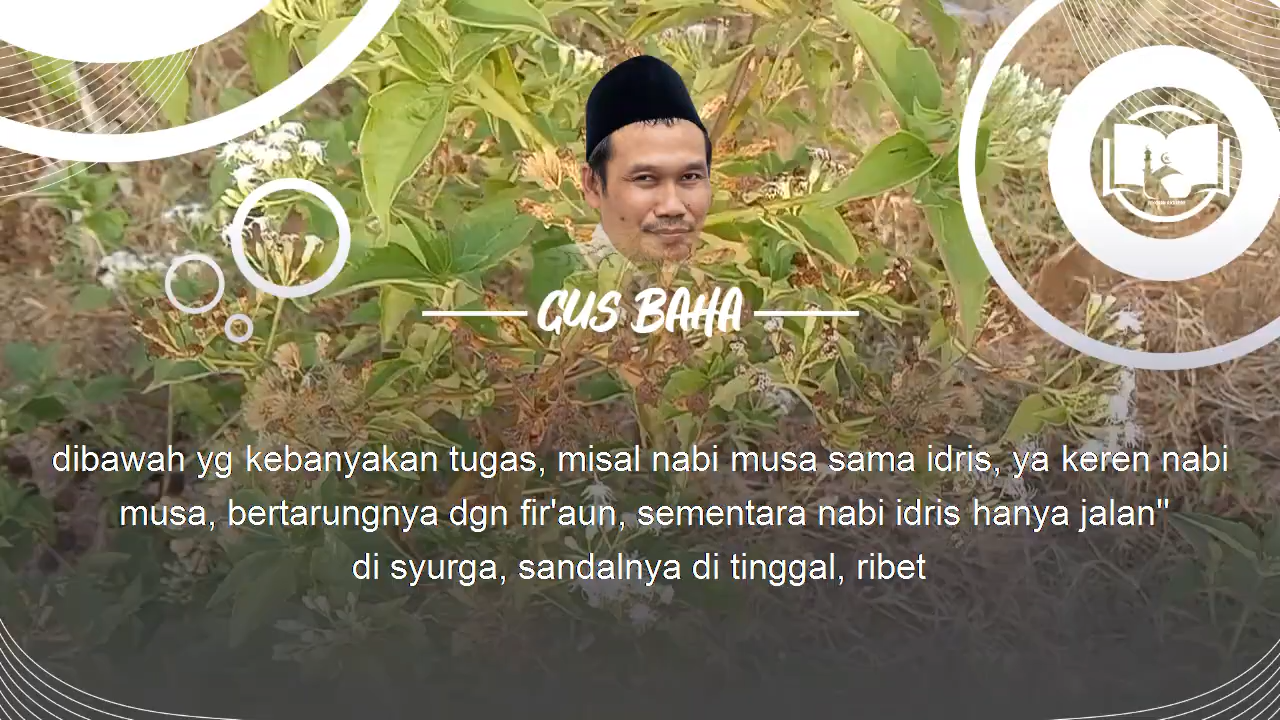 GUS BAHA
dibawah yg kebanyakan tugas, misal nabi musa sama idris, ya keren nabi
musa, bertarungnya dgn fir'aun, sementara nabi idris hanya jalan"
di syurga, sandalnya di tinggal, ribet